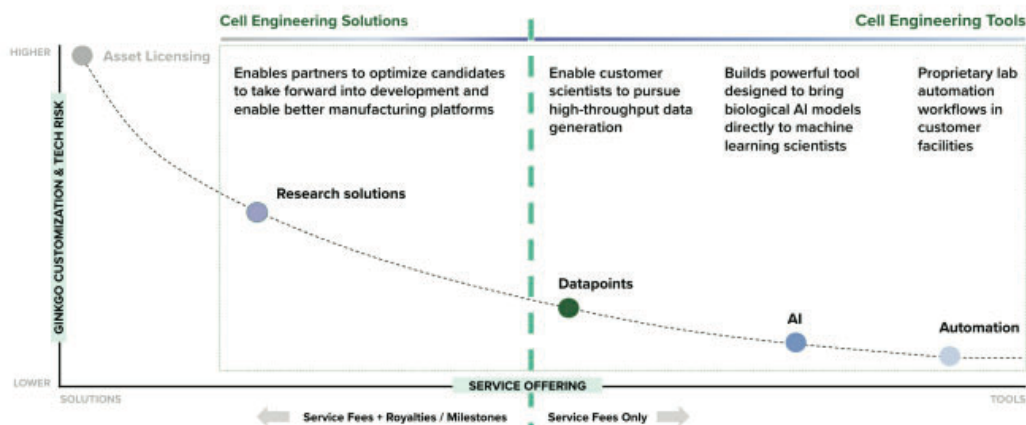 Cell Engineering Solutions
Cell Engineering Tools
HIGHER
Asset Licensing
Enables partners to optimize candidates
to take forward into development and
enable better manufacturing platforms
Enable customer
scientists to pursue
high-throughput data
generation
Builds powerful tool
designed to bring
biological AI models
directly to machine
learning scientists
Proprietary lab
automation
workflows in
customer
facilities
GINKGO CUSTOMIZATION & TECH RISK
Research solutions
Datapoints
AI
Automation
LOWER
SERVICE OFFERING
SOLUTIONS
TOOLS
Service Fees + Royalties / Milestones
Service Fees Only